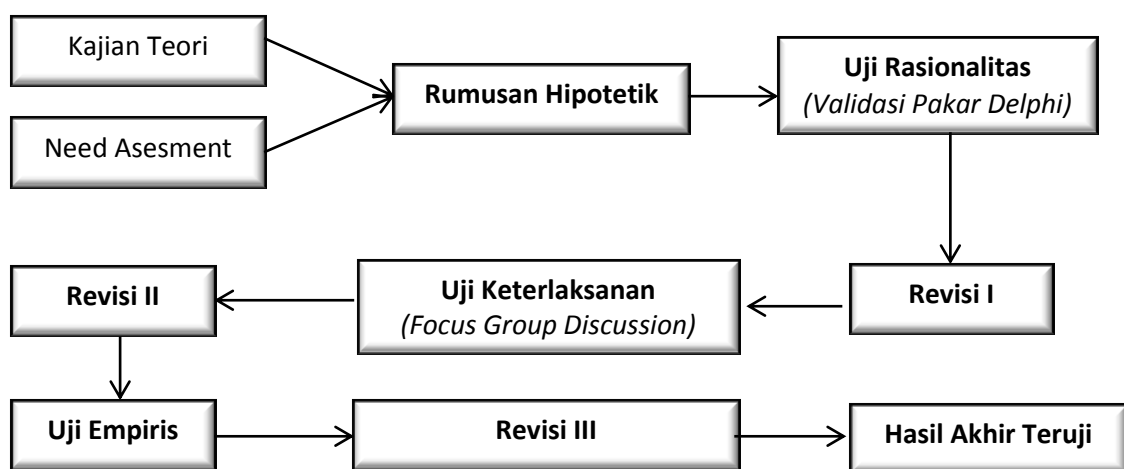 Kajian Teori
Need Asesment
Rumusan Hipotetik
Uji Rasionalitas
(Validasi Pakar Delphi)
Revisi I
Uji Keterlaksanan
(Focus Group Discussion)
Revisi II
Uji Empiris
Revisi III
Hasil Akhir Teruji